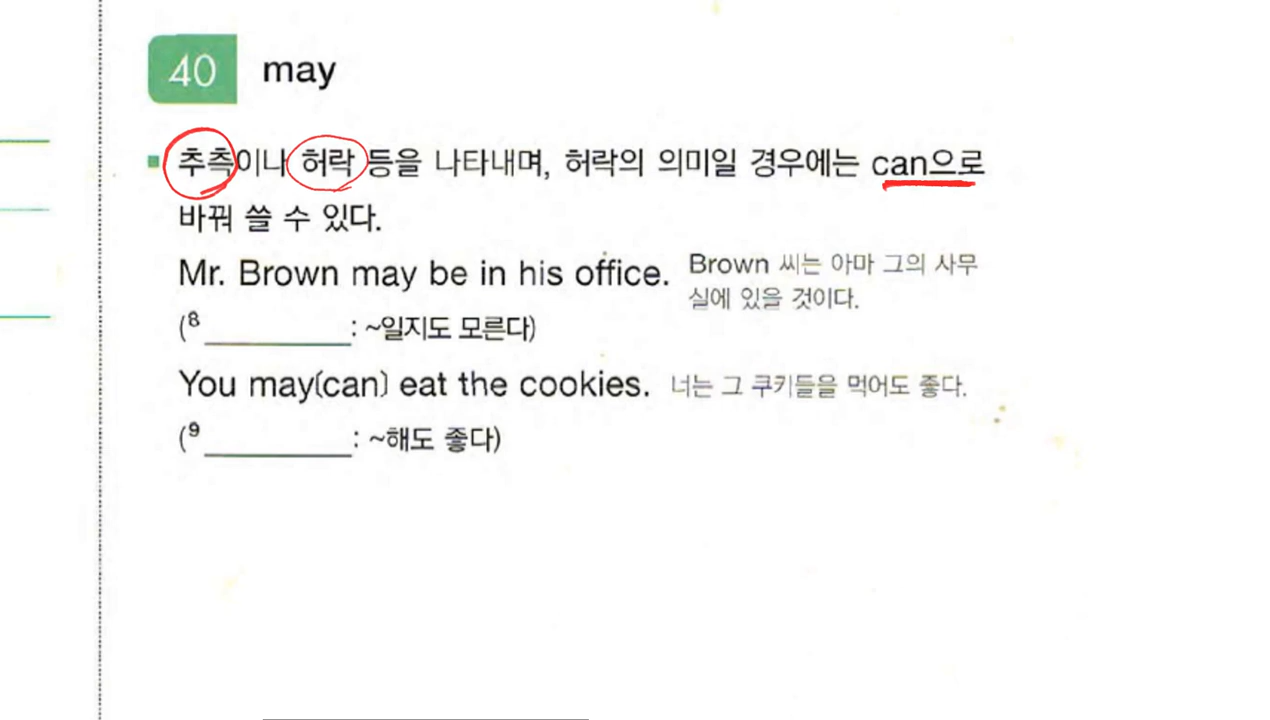 40 may
추측이나 허락 등을 나타내며, 허락의 의미일 경우에는 can으로
바꿔 쓸 수 있다.
Mr. Brown may be in his office. Brown 씨는 아마 그의 사무
실에 있을 것이다.
(8 __________ : ~일지도 모른다)
You may(can) eat the cookies. 너는 그 쿠키들을 먹어도 좋다.
(9 __________ : ~해도 좋다)